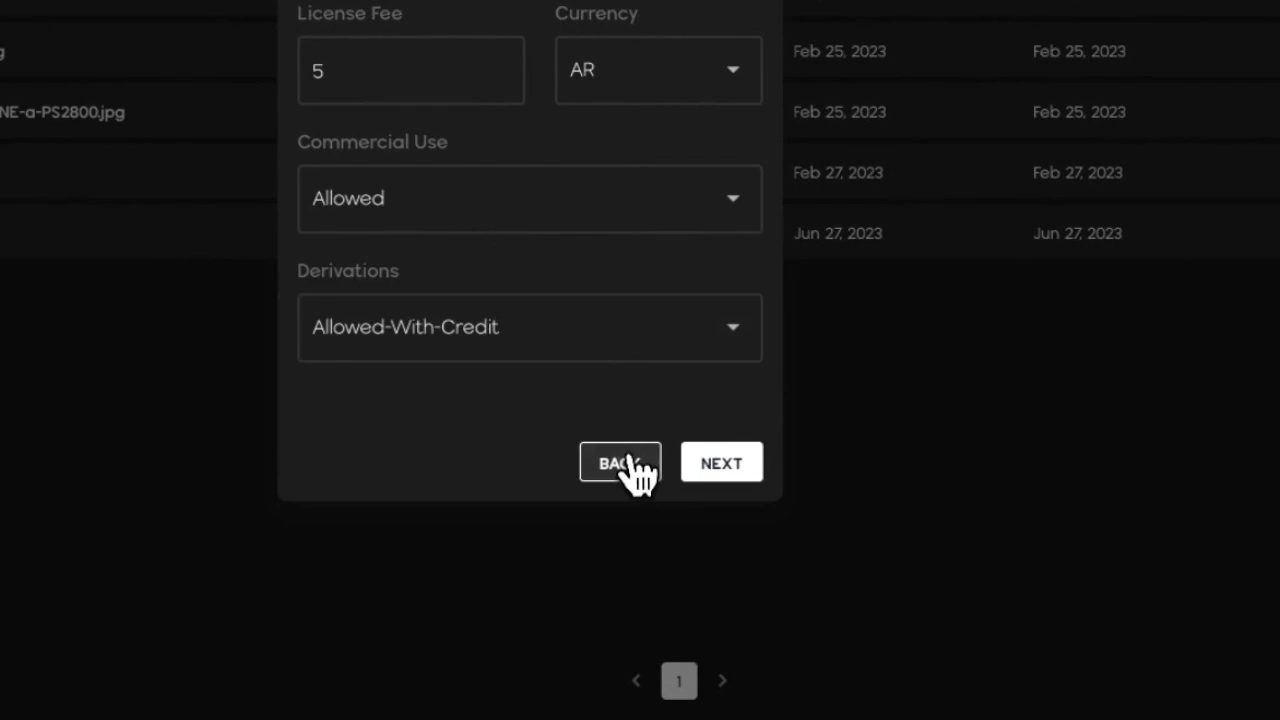 License Fee Currency
g Feb 25, 2023 Feb 25, 2023
5 AR
NE-a-PS2800.jpg Feb 25, 2023 Feb 25, 2023
Commercial Use
Feb 27, 2023 Feb 27, 2023
Allowed
Jun 27, 2023 Jun 27, 2023
Derivations
Allowed-With-Credit
BACK NEXT
1